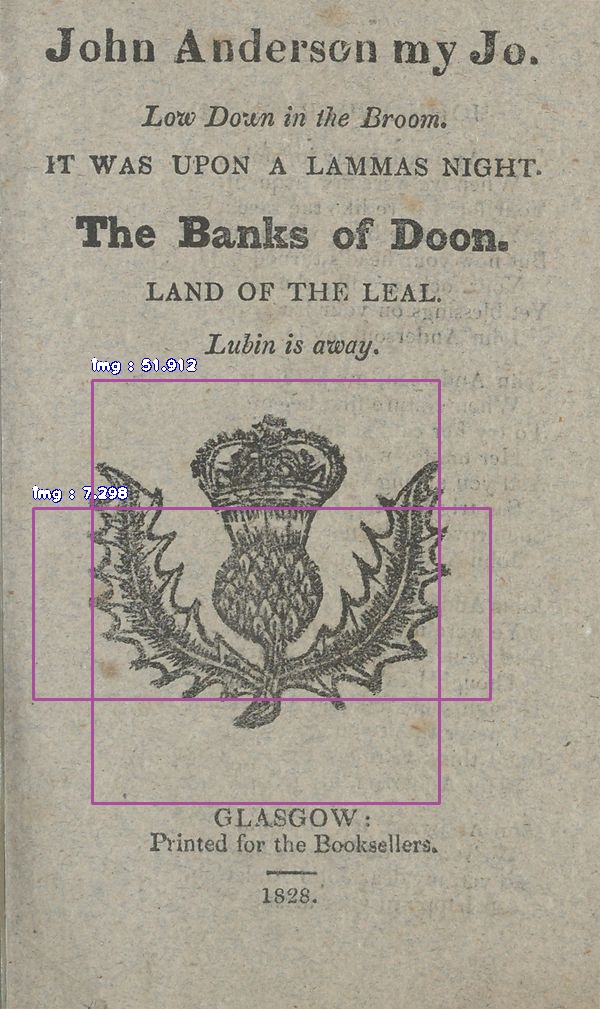 John Anderson my Jo.
Low Down in the Broom.
IT WAS UPON A LAMMAS NIGHT.
The Banks of Doon.
LAND OF THE LEAL.
Lubin is away.
img : 51.912
img : 7.298
GLASGOW:
Printed for the Booksellers.
1828.